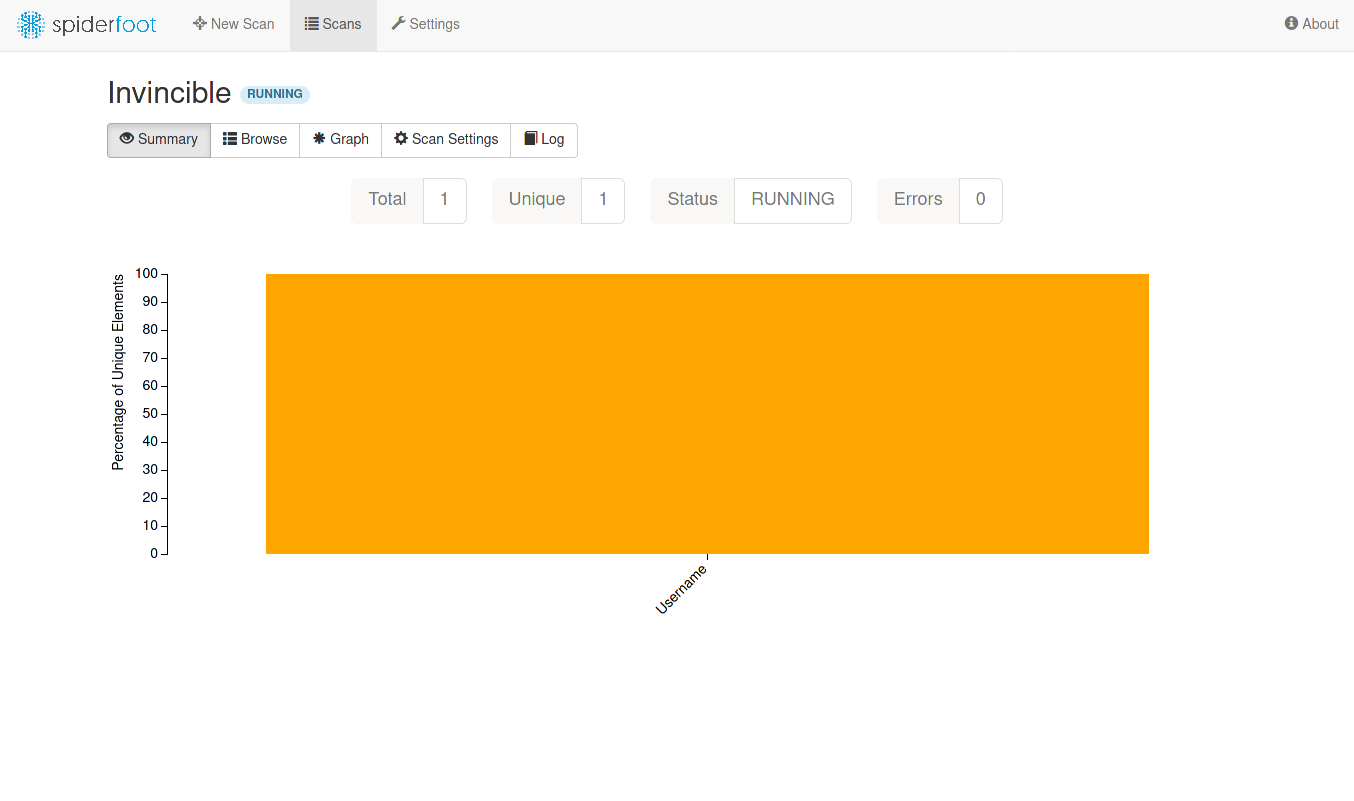 spiderfoot New Scan Scans Settings About
Invincible RUNNING
Summary Browse Graph Scan Settings Log
Total 1 Unique 1 Status RUNNING Errors 0
Percentage of Unique Elements
100
90
80
70
60
50
40
30
20
10
0
Username